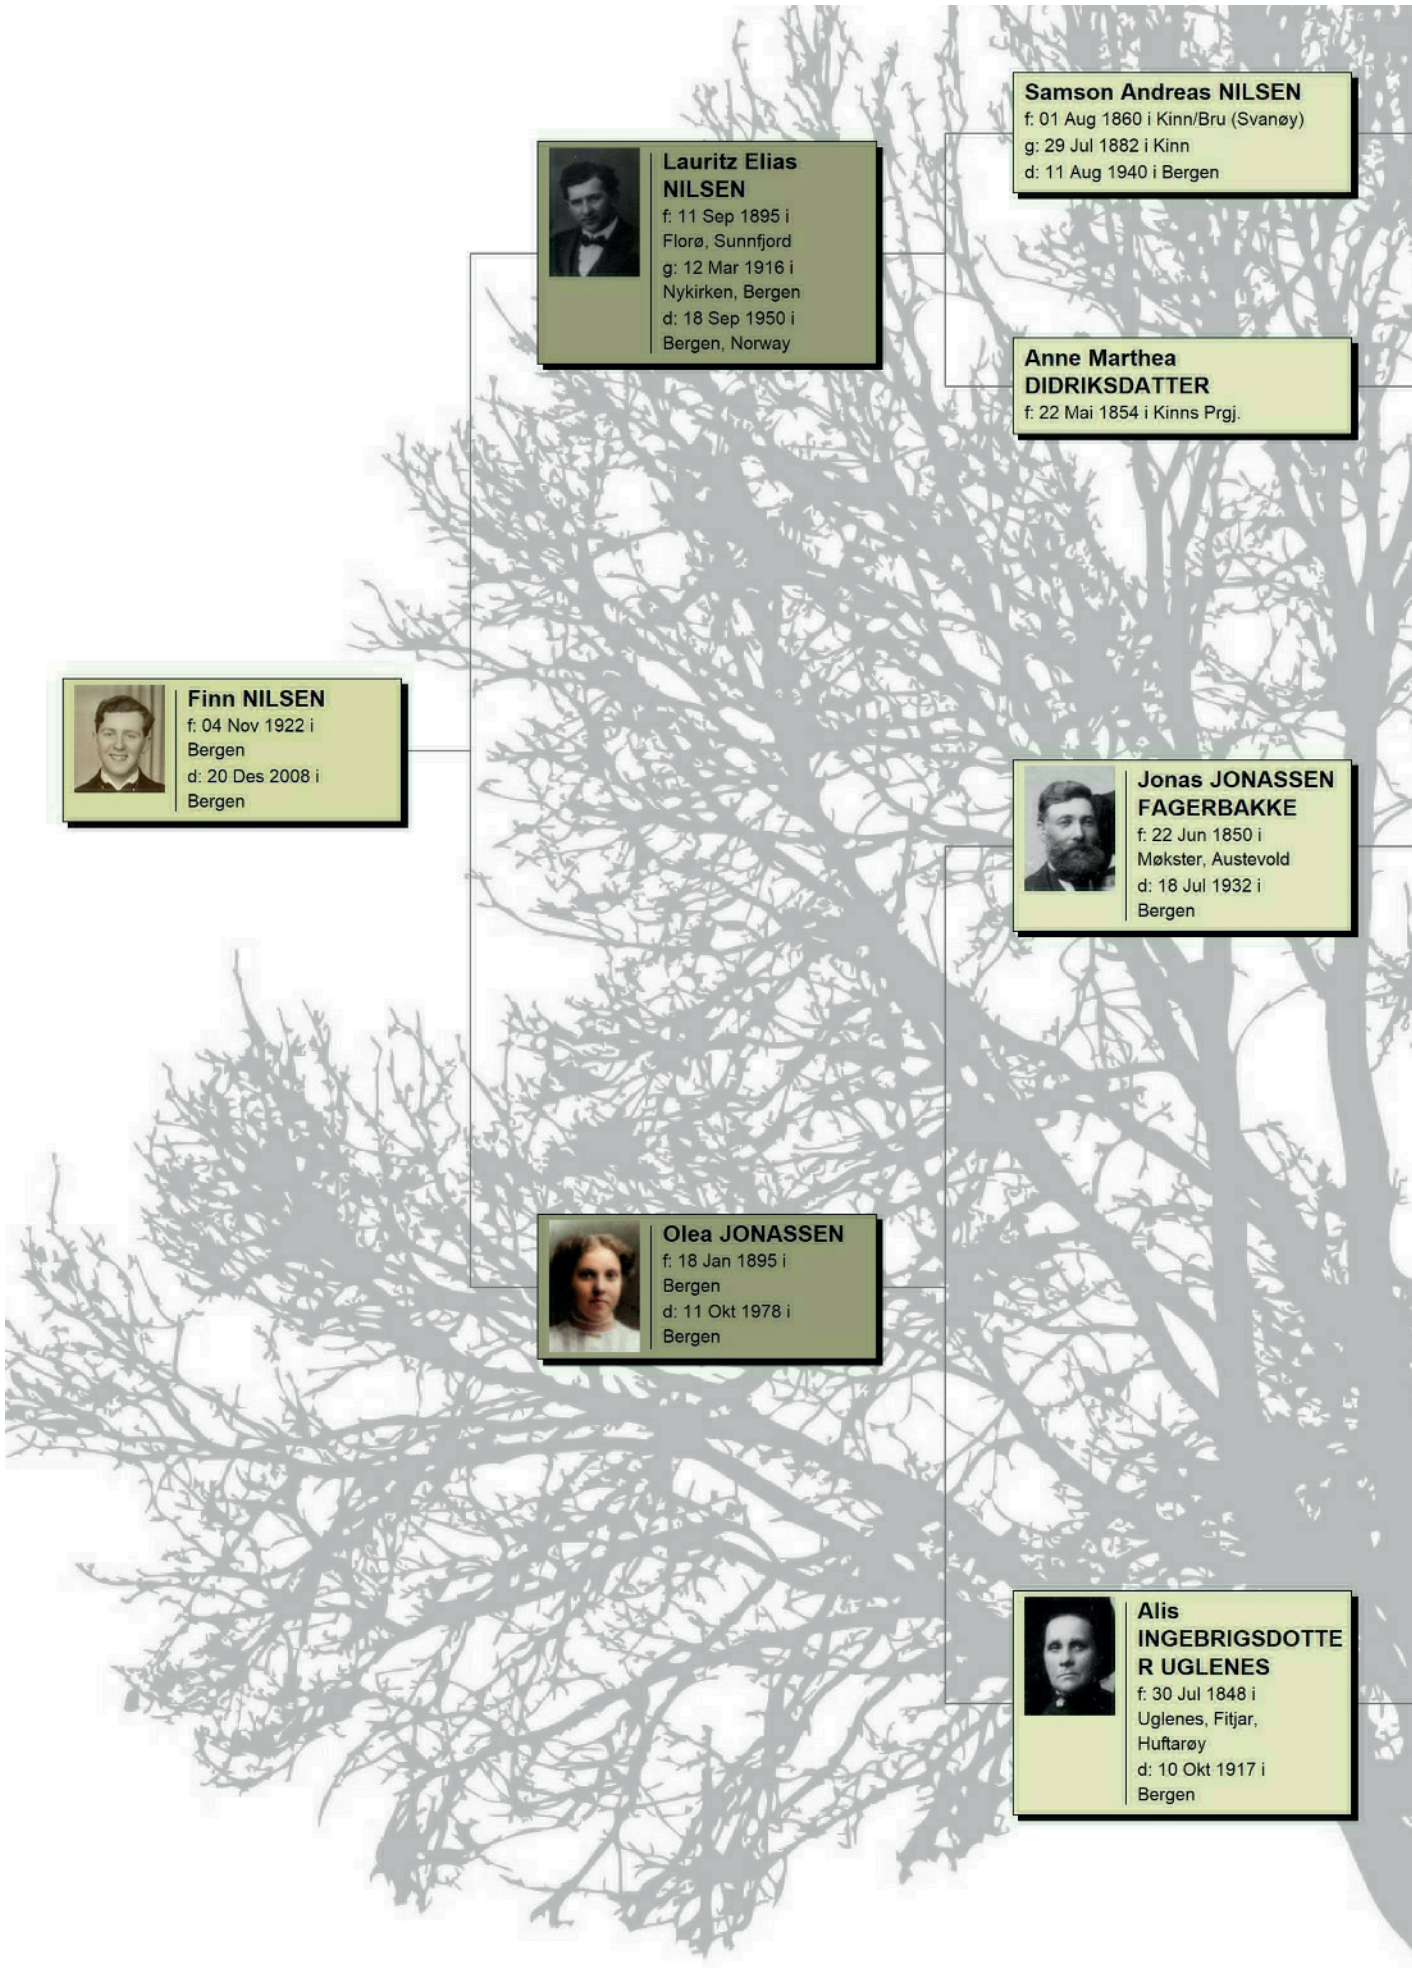 Samson Andreas NILSEN
f: 01 Aug 1860 i Kinn/Bru (Svanøy)
g: 29 Jul 1882 i Kinn
d: 11 Aug 1940 i Bergen
Lauritz Elias
NILSEN
f: 11 Sep 1895 i
Florø, Sunnfjord
g: 12 Mar 1916 i
Nykirken, Bergen
d: 18 Sep 1950 i
Bergen, Norway
Anne Marthea
DIDRIKSDATTER
f: 22 Mai 1854 i Kinns Prgj.
Finn NILSEN
f: 04 Nov 1922 i
Bergen
d: 20 Des 2008 i
Bergen
Jonas JONASSEN
FAGERBAKKE
f: 22 Jun 1850 i
Møkster, Austevold
d: 18 Jul 1932 i
Bergen
Olea JONASSEN
f: 18 Jan 1895 i
Bergen
d: 11 Okt 1978 i
Bergen
Alis
INGEBRIGSDOTTE
R UGLENES
f: 30 Jul 1848 i
Uglenes, Fitjar,
Huftarøy
d: 10 Okt 1917 i
Bergen